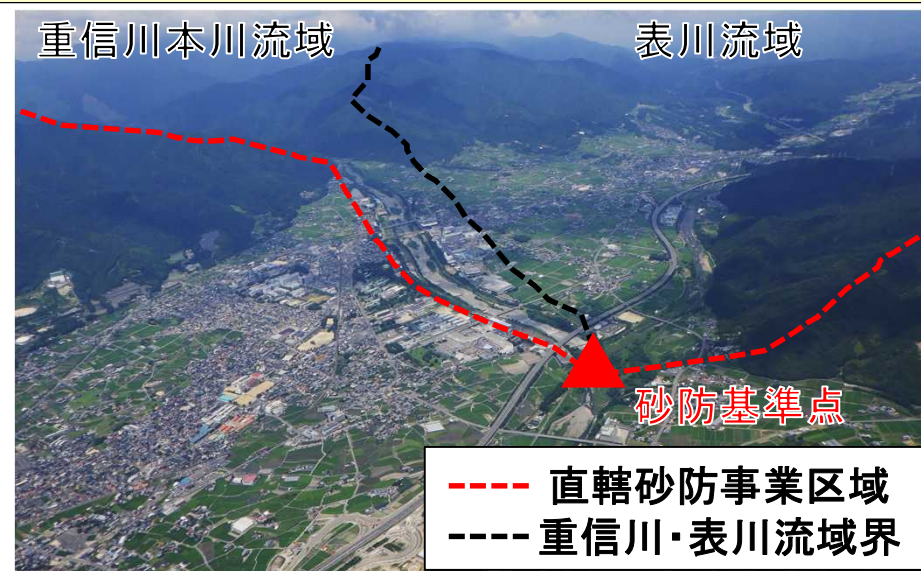 重信川本川流域
表川流域
砂防基準点
直轄砂防事業区域
重信川・表川流域界